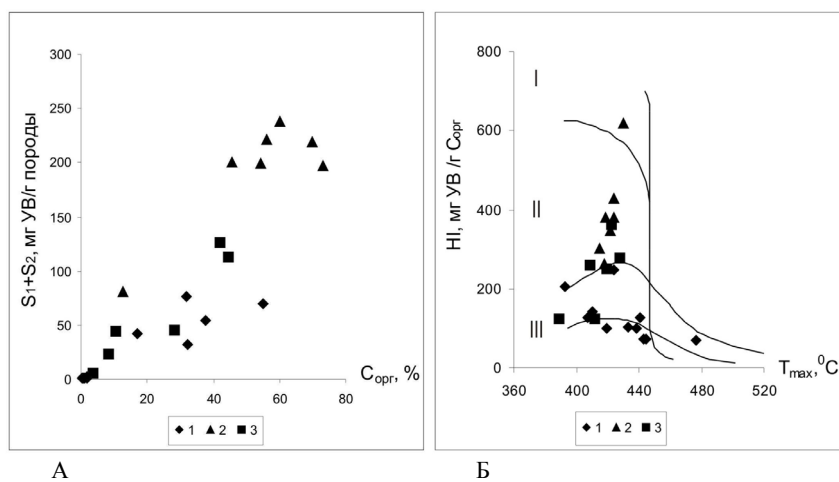 300
250
200
150
100
50
0
S₁+S₂, мг УВ/г породы
0 20 40 60 80
Cорг, %
◆ 1 ▲ 2 ■ 3
А
800
600
400
200
0
HI, мг УВ /г Cорг
I
II
III
360 400 440 480 520
Tmax, ⁰C
◆ 1 ▲ 2 ■ 3
Б